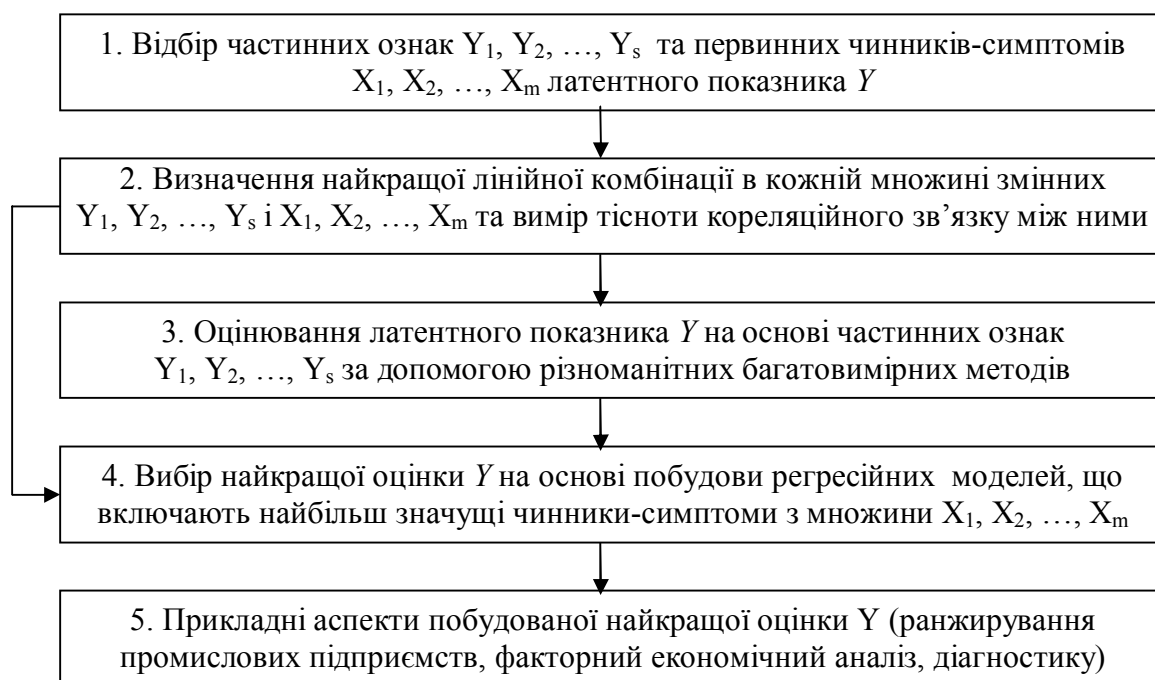 1. Відбір частинних ознак Y₁, Y₂, …, Yₛ та первинних чинників-симптомів
X₁, X₂, …, Xₘ латентного показника Y
2. Визначення найкращої лінійної комбінації в кожній множині змінних
Y₁, Y₂, …, Yₛ і X₁, X₂, …, Xₘ та вимір тісноти кореляційного зв’язку між ними
3. Оцінювання латентного показника Y на основі частинних ознак
Y₁, Y₂, …, Yₛ за допомогою різноманітних багатовимірних методів
4. Вибір найкращої оцінки Y на основі побудови регресійних моделей, що
включають найбільш значущі чинники-симптоми з множини X₁, X₂, …, Xₘ
5. Прикладні аспекти побудованої найкращої оцінки Y (ранжирування
промислових підприємств, факторний економічний аналіз, діагностику)